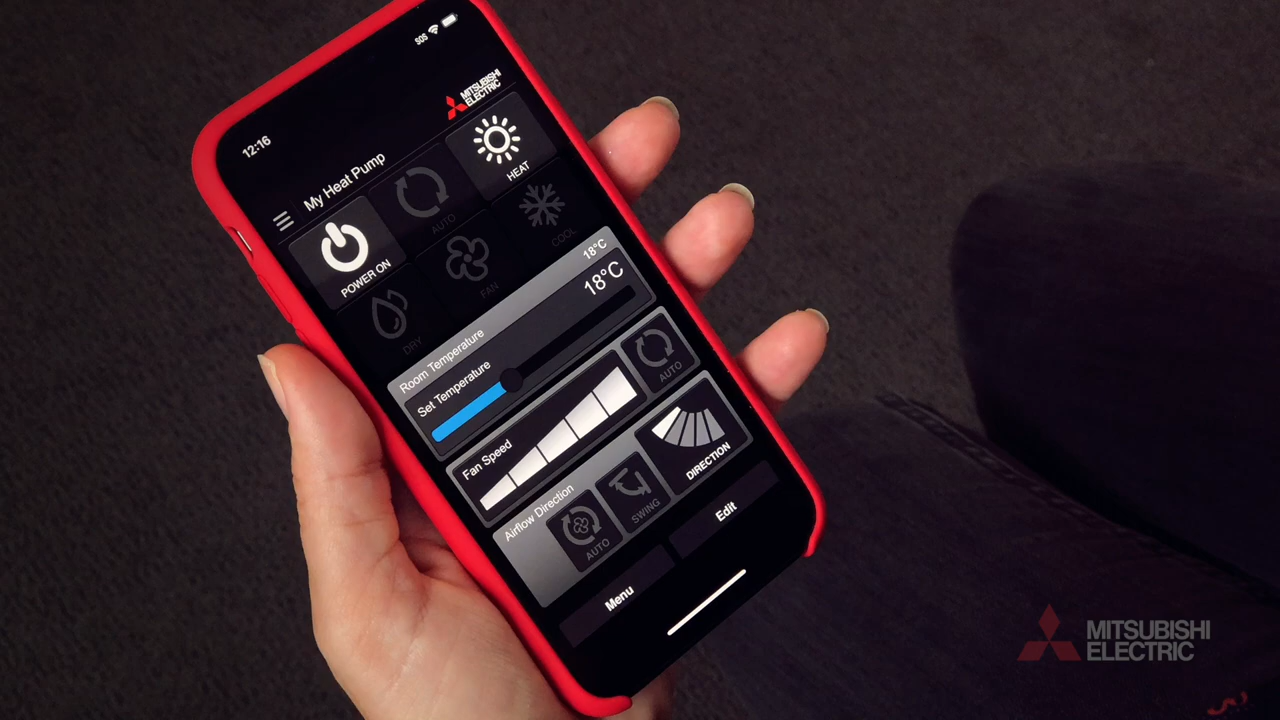 SOS
12:16
MITSUBISHI
ELECTRIC
My Heat Pump
POWER ON
AUTO
HEAT
DRY
FAN
COOL
Room Temperature 18°C
Set Temperature 18°C
Fan Speed
AUTO
Airflow Direction
AUTO
SWING
DIRECTION
Menu
Edit
MITSUBISHI
ELECTRIC